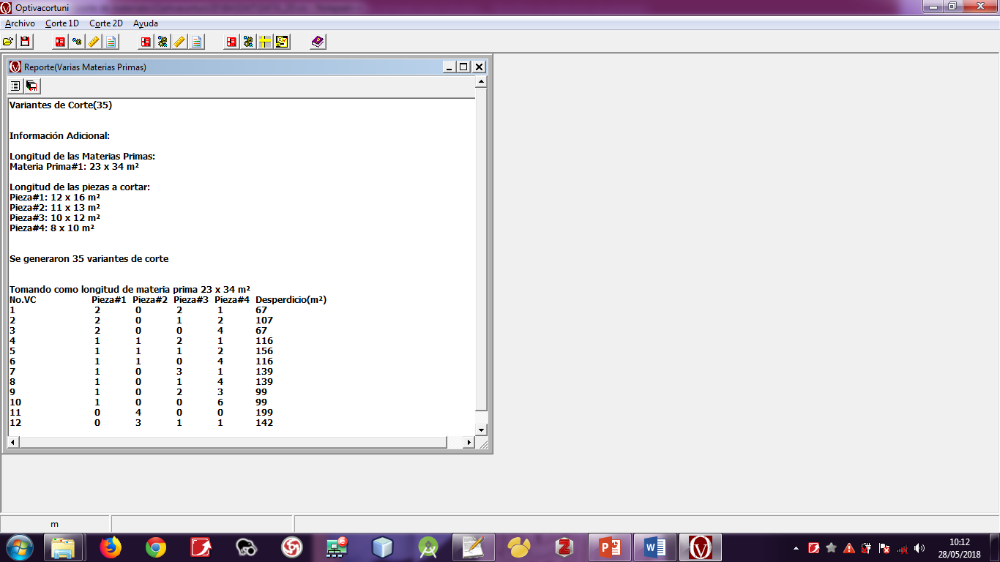 Optivacortuni
Archivo Corte 1D Corte 2D Ayuda
Reporte(Varias Materias Primas)
Variantes de Corte(35)
Información Adicional:
Longitud de las Materias Primas:
Materia Prima#1: 23 x 34 m²
Longitud de las piezas a cortar:
Pieza#1: 12 x 16 m²
Pieza#2: 11 x 13 m²
Pieza#3: 10 x 12 m²
Pieza#4: 8 x 10 m²
Se generaron 35 variantes de corte
Tomando como longitud de materia prima 23 x 34 m²
No.VC Pieza#1 Pieza#2 Pieza#3 Pieza#4 Desperdicio(m²)
1 2 0 2 1 67
2 2 0 1 2 107
3 2 0 0 4 67
4 1 1 2 1 116
5 1 1 1 2 156
6 1 1 0 4 116
7 1 0 3 1 139
8 1 0 1 4 139
9 1 0 2 3 99
10 1 0 0 6 99
11 0 4 0 0 199
12 0 3 1 1 142
m
10:12
28/05/2018